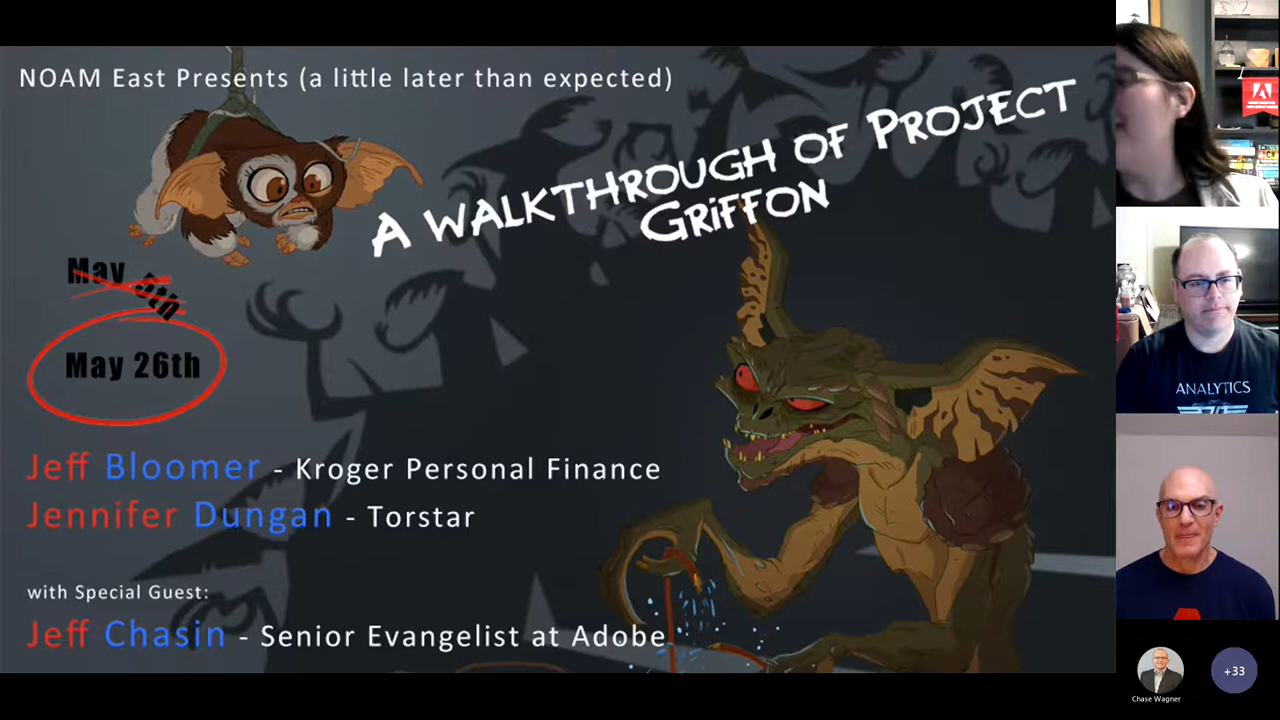 NOAM East Presents (a little later than expected)
A WALKTHROUGH OF PROJECT
GRIFFON
May
May 26th
Jeff Bloomer - Kroger Personal Finance
Jennifer Dungan - Torstar
with Special Guest:
Jeff Chasin - Senior Evangelist at Adobe
ANALYTICS
Chase Wagner
+33